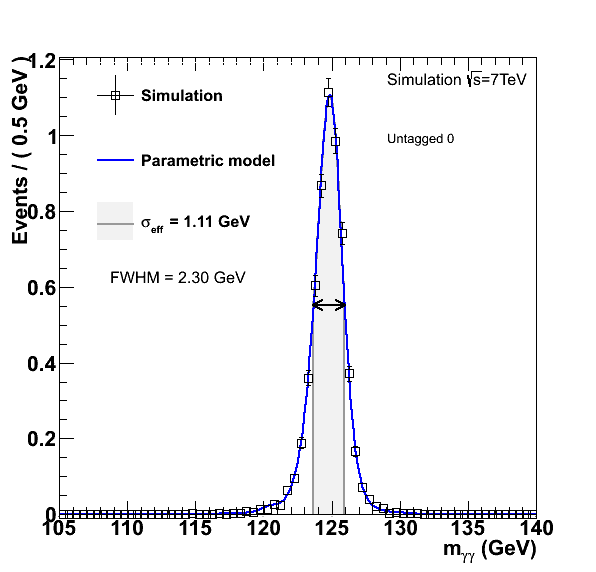 1.2
1
0.8
0.6
0.4
0.2
0
Events / ( 0.5 GeV )
Simulation
Parametric model
σeff = 1.11 GeV
FWHM = 2.30 GeV
Simulation √s=7TeV
Untagged 0
105 110 115 120 125 130 135 140
mγγ (GeV)